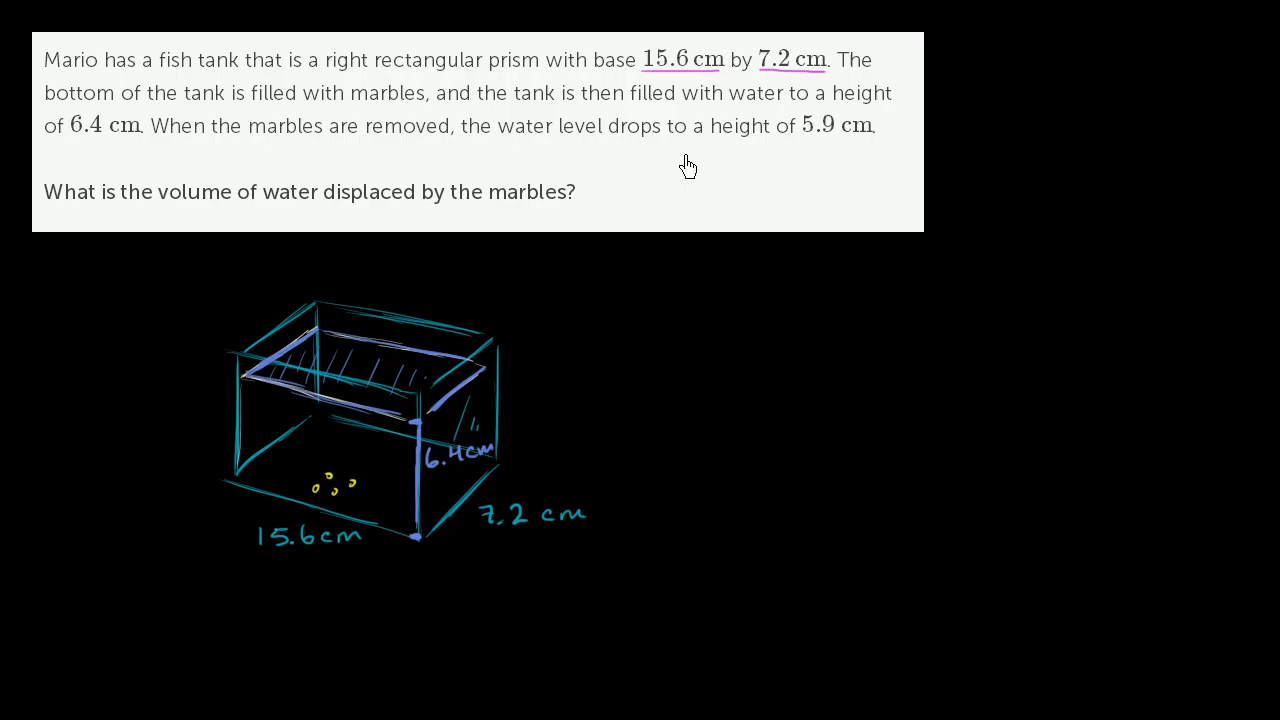 Mario has a fish tank that is a right rectangular prism with base 15.6 cm by 7.2 cm. The
bottom of the tank is filled with marbles, and the tank is then filled with water to a height
of 6.4 cm. When the marbles are removed, the water level drops to a height of 5.9 cm.
What is the volume of water displaced by the marbles?
6.4cm
7.2 cm
15.6cm